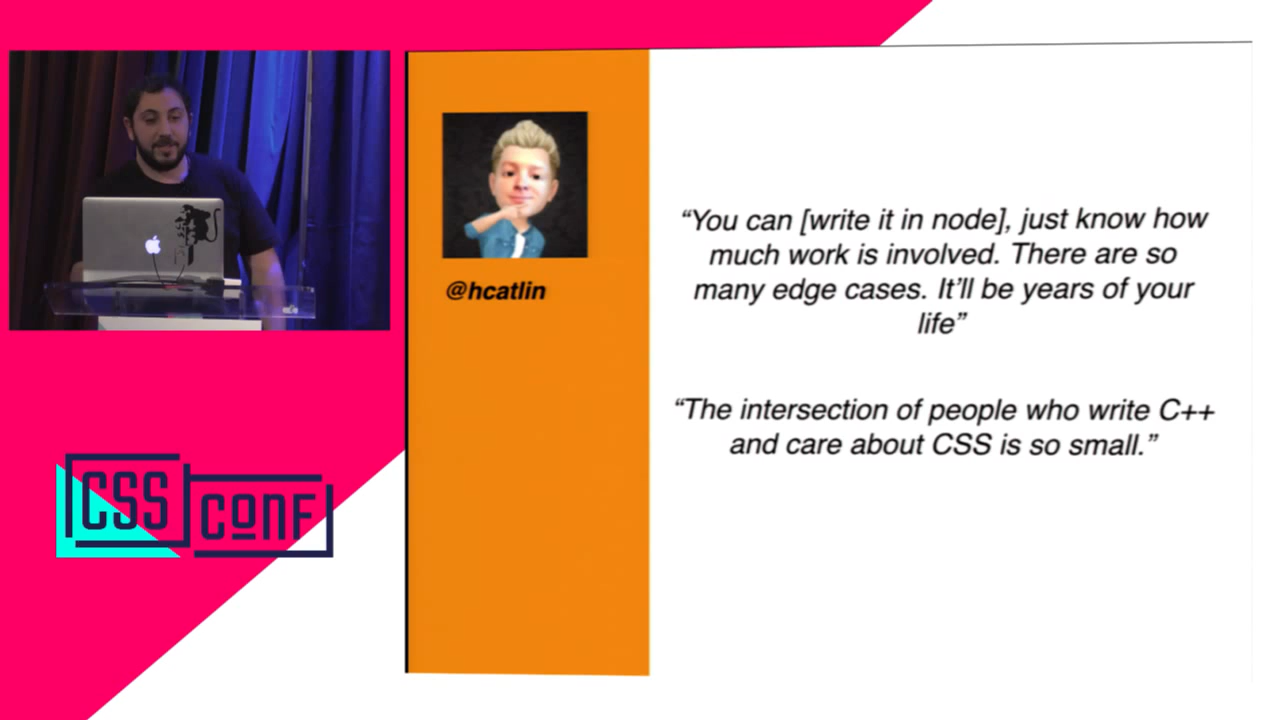 @hcatlin
“You can [write it in node], just know how
much work is involved. There are so
many edge cases. It’ll be years of your
life”
“The intersection of people who write C++
and care about CSS is so small.”
CSS
CONF